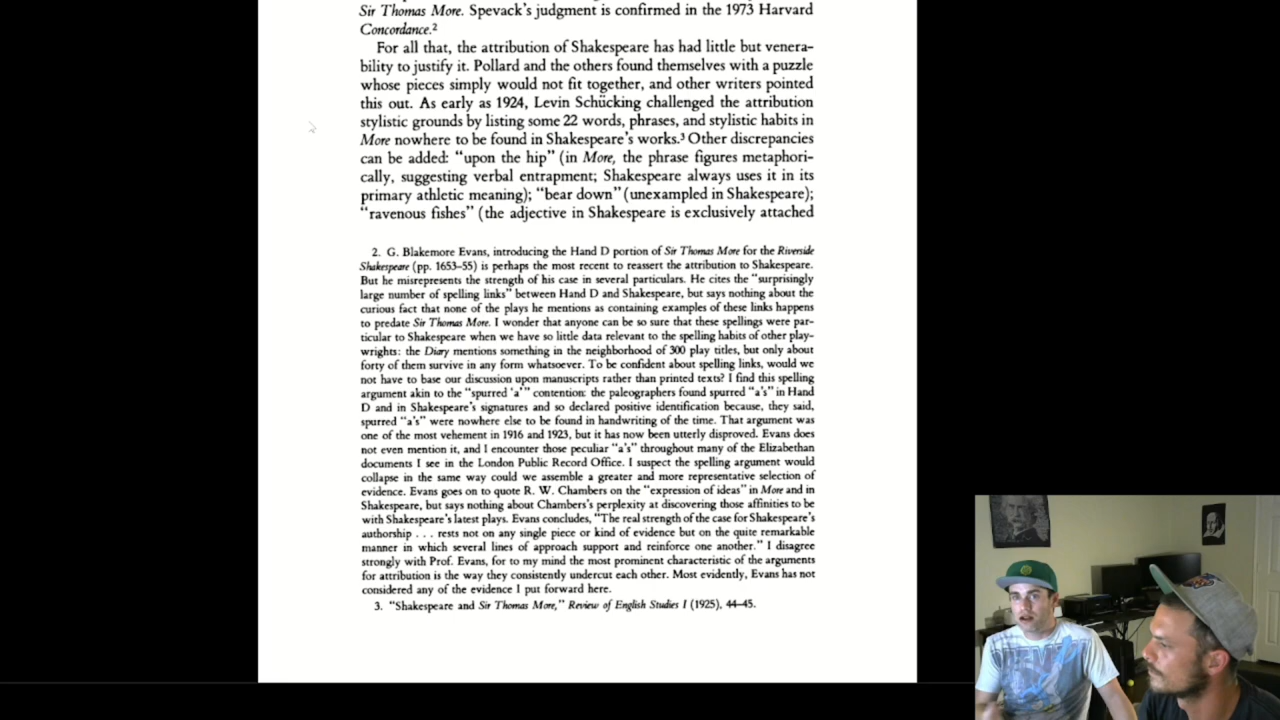 Sir Thomas More. Spevack's judgment is confirmed in the 1973 Harvard
Concordance.²
For all that, the attribution of Shakespeare has had little but venera-
bility to justify it. Pollard and the others found themselves with a puzzle
whose pieces simply would not fit together, and other writers pointed
this out. As early as 1924, Levin Schücking challenged the attribution
stylistic grounds by listing some 22 words, phrases, and stylistic habits in
More nowhere to be found in Shakespeare's works.³ Other discrepancies
can be added: "upon the hip" (in More, the phrase figures metaphori-
cally, suggesting verbal entrapment; Shakespeare always uses it in its
primary athletic meaning); "bear down" (unexampled in Shakespeare);
"ravenous fishes" (the adjective in Shakespeare is exclusively attached
2. G. Blakemore Evans, introducing the Hand D portion of Sir Thomas More for the Riverside
Shakespeare (pp. 1653–55) is perhaps the most recent to reassert the attribution to Shakespeare.
But he misrepresents the strength of his case in several particulars. He cites the "surprisingly
large number of spelling links" between Hand D and Shakespeare, but says nothing about the
curious fact that none of the plays he mentions as containing examples of these links happens
to predate Sir Thomas More. I wonder that anyone can be so sure that these spellings were par-
ticular to Shakespeare when we have so little data relevant to the spelling habits of other play-
wrights: the Diary mentions something in the neighborhood of 300 play titles, but only about
forty of them survive in any form whatsoever. To be confident about spelling links, would we
not have to base our discussion upon manuscripts rather than printed texts? I find this spelling
argument akin to the "spurred 'a'" contention: the paleographers found spurred "a's" in Hand
D and in Shakespeare's signatures and so declared positive identification because, they said,
spurred "a's" were nowhere else to be found in handwriting of the time. That argument was
one of the most vehement in 1916 and 1923, but it has now been utterly disproved. Evans does
not even mention it, and I encounter those peculiar "a's" throughout many of the Elizabethan
documents I see in the London Public Record Office. I suspect the spelling argument would
collapse in the same way could we assemble a greater and more representative selection of
evidence. Evans goes on to quote R. W. Chambers on the "expression of ideas" in More and in
Shakespeare, but says nothing about Chambers's perplexity at discovering those affinities to be
with Shakespeare's latest plays. Evans concludes, "The real strength of the case for Shakespeare's
authorship . . . rests not on any single piece or kind of evidence but on the quite remarkable
manner in which several lines of approach support and reinforce one another." I disagree
strongly with Prof. Evans, for to my mind the most prominent characteristic of the arguments
for attribution is the way they consistently undercut each other. Most evidently, Evans has not
considered any of the evidence I put forward here.
3. "Shakespeare and Sir Thomas More," Review of English Studies I (1925), 44–45.